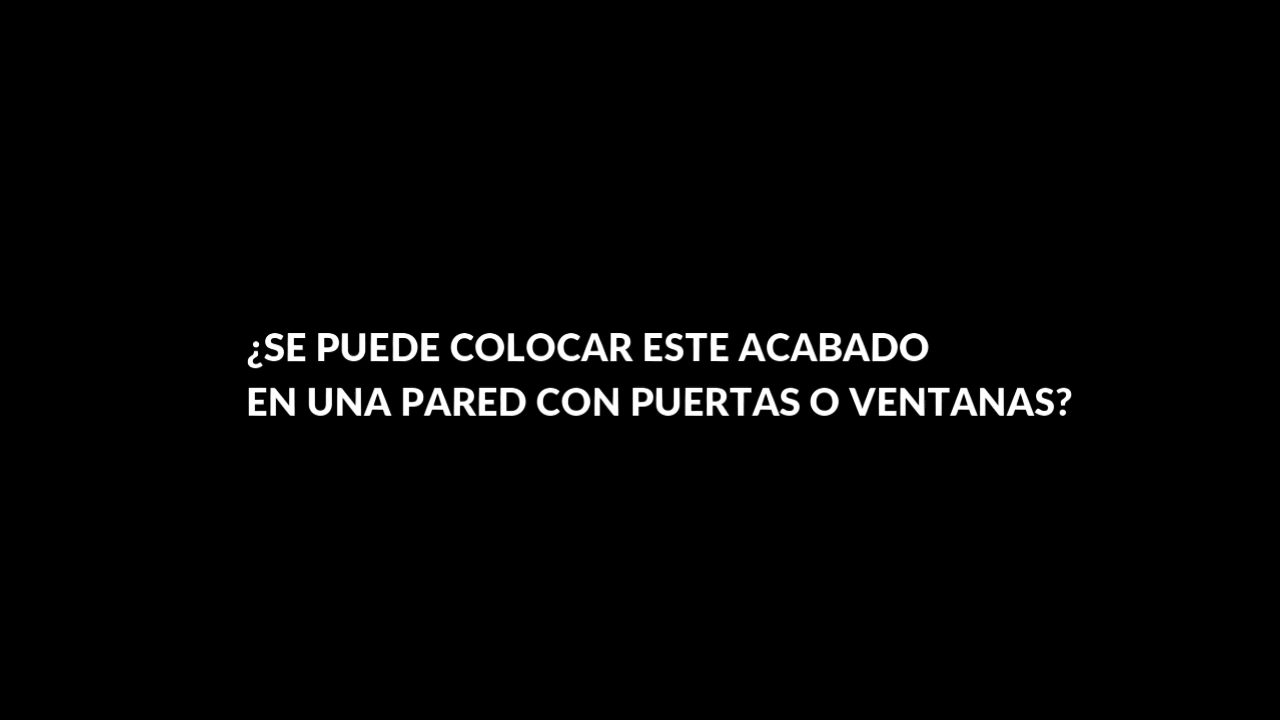 ¿SE PUEDE COLOCAR ESTE ACABADO
EN UNA PARED CON PUERTAS O VENTANAS?